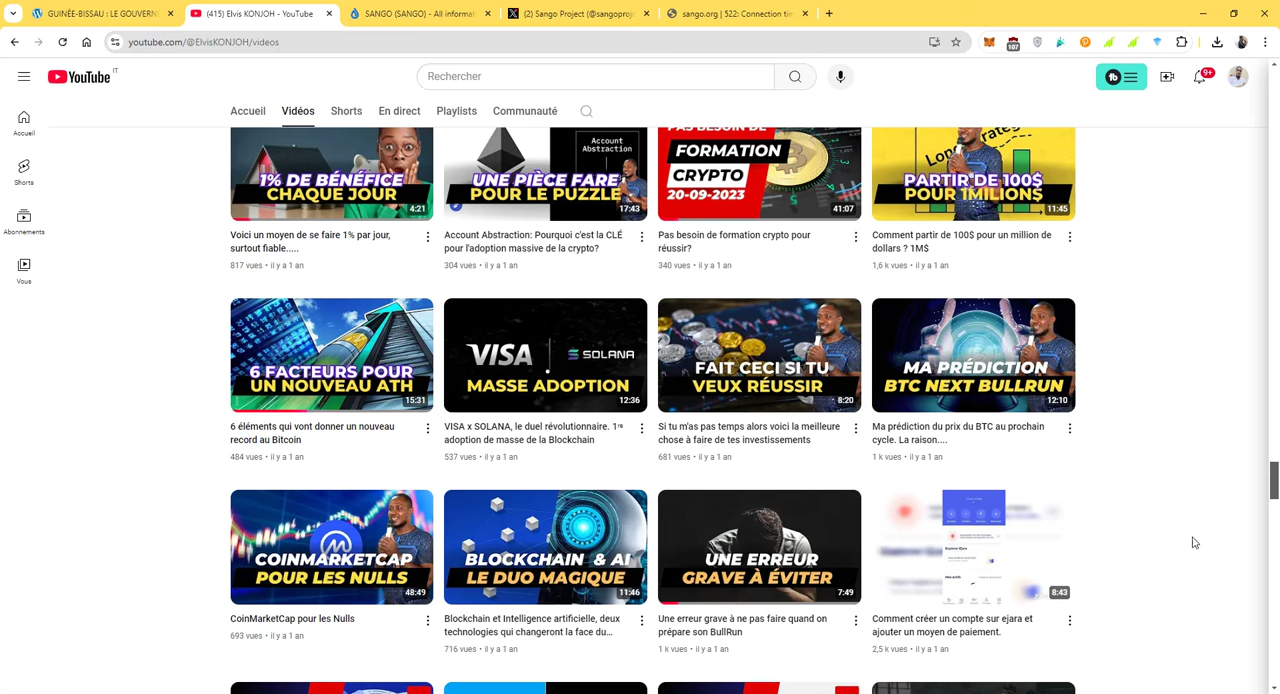 GUINÉE-BISSAU : LE GOUVERN
(415) Elvis KONJOH - YouTube
SANGO (SANGO) - All informat
(2) Sango Project (@sangoproje
sango.org | 522: Connection tim
youtube.com/@ElvisKONJOH/videos
107
YouTube IT
Rechercher
9+
Accueil
Vidéos
Shorts
En direct
Playlists
Communauté
Accueil
Shorts
Abonnements
Vous
1% DE BÉNÉFICE
CHAQUE JOUR
4:21
Account
Abstraction
UNE PIÈCE FARE
POUR LE PUZZLE
17:43
PAS BESOIN DE
FORMATION
CRYPTO
20-09-2023
41:07
PARTIR DE 100$
POUR 1MILION$
11:45
Voici un moyen de se faire 1% par jour,
surtout fiable.....
817 vues • il y a 1 an
Account Abstraction: Pourquoi c'est la CLÉ
pour l'adoption massive de la crypto?
304 vues • il y a 1 an
Pas besoin de formation crypto pour
réussir?
340 vues • il y a 1 an
Comment partir de 100$ pour un million de
dollars ? 1M$
1,6 k vues • il y a 1 an
6 FACTEURS POUR
UN NOUVEAU ATH
15:31
VISA
SOLANA
MASSE ADOPTION
12:36
FAIT CECI SI TU
VEUX RÉUSSIR
8:20
MA PRÉDICTION
BTC NEXT BULLRUN
12:10
6 éléments qui vont donner un nouveau
record au Bitcoin
484 vues • il y a 1 an
VISA x SOLANA, le duel révolutionnaire. 1ʳᵉ
adoption de masse de la Blockchain
537 vues • il y a 1 an
Si tu m'as pas temps alors voici la meilleure
chose à faire de tes investissements
681 vues • il y a 1 an
Ma prédiction du prix du BTC au prochain
cycle. La raison....
1 k vues • il y a 1 an
COINMARKETCAP
POUR LES NULLS
48:49
BLOCKCHAIN & AI
LE DUO MAGIQUE
11:46
UNE ERREUR
GRAVE À ÉVITER
7:49
8:43
CoinMarketCap pour les Nulls
693 vues • il y a 1 an
Blockchain et Intelligence artificielle, deux
technologies qui changeront la face du...
716 vues • il y a 1 an
Une erreur grave à ne pas faire quand on
prépare son BullRun
1 k vues • il y a 1 an
Comment créer un compte sur ejara et
ajouter un moyen de paiement.
2,5 k vues • il y a 1 an